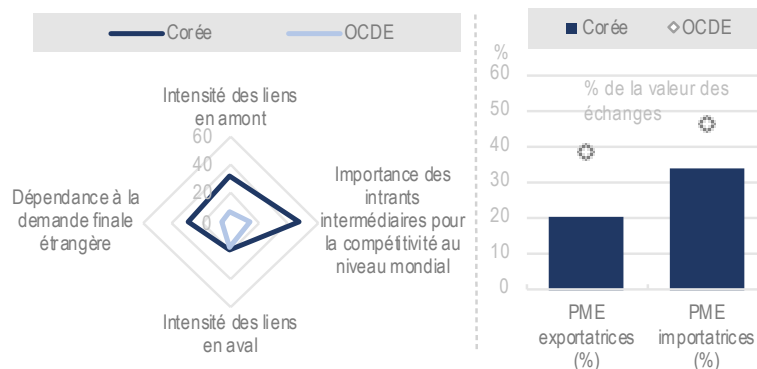 Corée
OCDE
Intensité des liens
en amont
60
40
20
0
Dépendance à la
demande finale
étrangère
Importance des
intrants
intermédiaires pour
la compétitivité au
niveau mondial
Intensité des liens
en aval
Corée
OCDE
%
60
50
40
30
20
10
0
% de la valeur des
échanges
PME
exportatrices
(%)
PME
importatrices
(%)